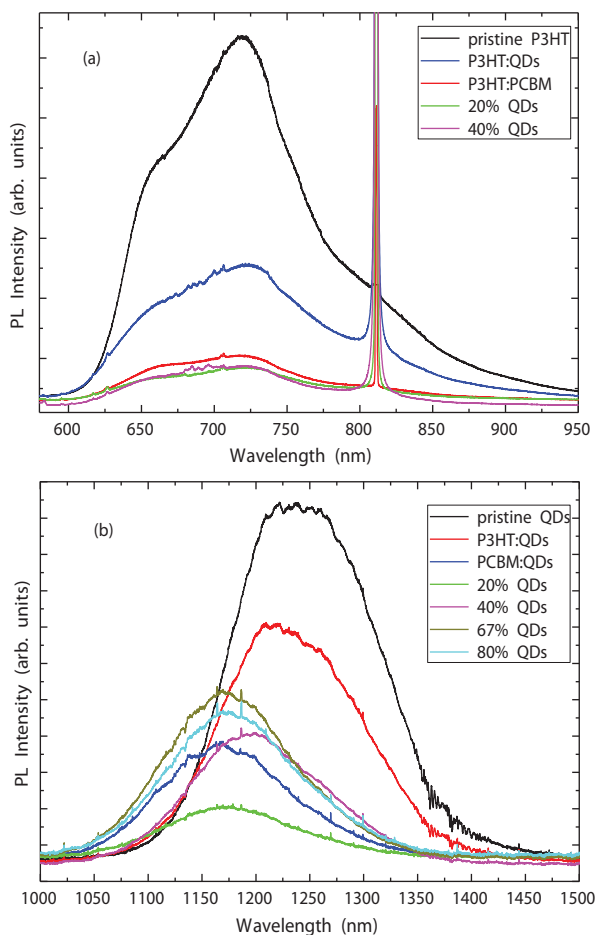 (a)
pristine P3HT
P3HT:QDs
P3HT:PCBM
20% QDs
40% QDs
PL Intensity (arb. units)
600 650 700 750 800 850 900 950
Wavelength (nm)
(b)
pristine QDs
P3HT:QDs
PCBM:QDs
20% QDs
40% QDs
67% QDs
80% QDs
PL Intensity (arb. units)
1000 1050 1100 1150 1200 1250 1300 1350 1400 1450 1500
Wavelength (nm)